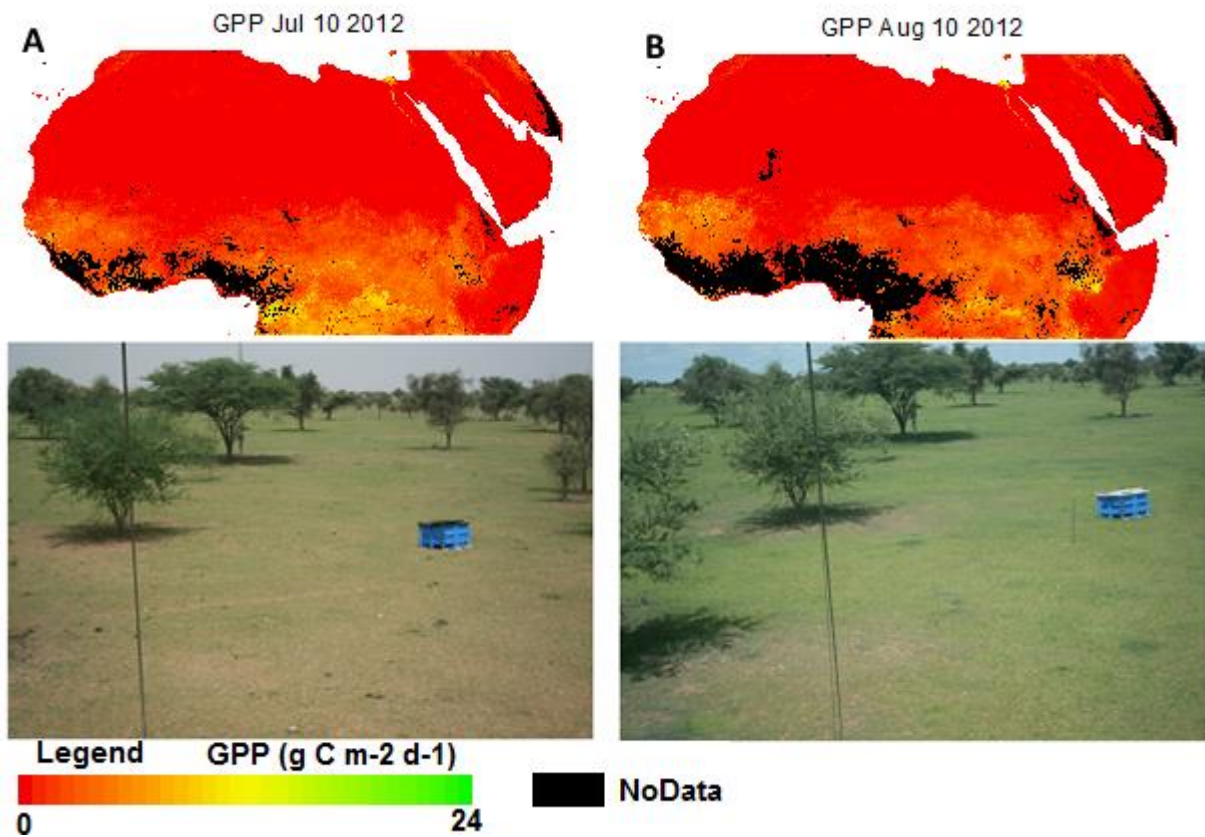 A
GPP Jul 10 2012
B
GPP Aug 10 2012
Legend
GPP (g C m-2 d-1)
NoData
0
24